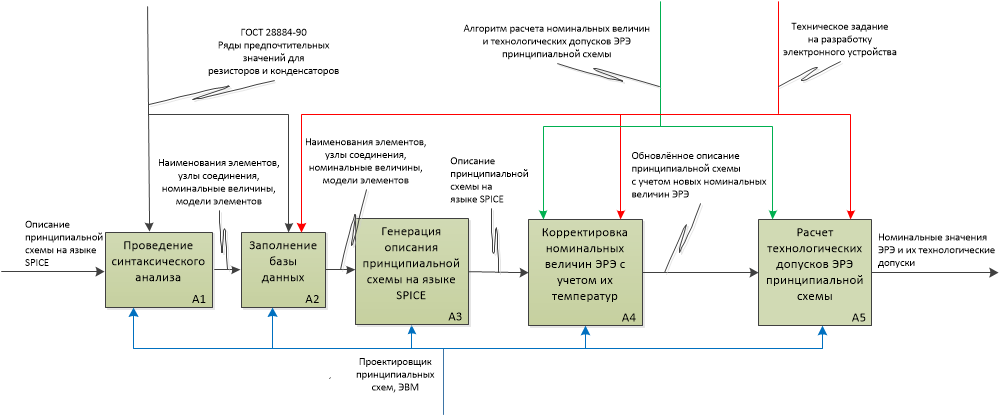 ГОСТ 28884-90
Ряды предпочтительных
значений для
резисторов и конденсаторов
Алгоритм расчета номинальных величин
и технологических допусков ЭРЭ
принципиальной схемы
Техническое задание
на разработку
электронного устройства
Описание
принципиальной
схемы на языке
SPICE
Наименования элементов,
узлы соединения,
номинальные величины,
модели элементов
Наименования элементов,
узлы соединения,
номинальные величины,
модели элементов
Описание
принципиальной
схемы на
языке SPICE
Обновлённое описание
принципиальной схемы
с учетом новых номинальных
величин ЭРЭ
Номинальные значения
ЭРЭ и их технологические
допуски
Проведение
синтаксического
анализа
А1
Заполнение
базы
данных
А2
Генерация
описания
принципиальной
схемы на языке
SPICE
А3
Корректировка
номинальных
величин ЭРЭ с
учетом их
температур
А4
Расчет
технологических
допусков ЭРЭ
принципиальной
схемы
А5
Проектировщик
принципиальных
схем, ЭВМ